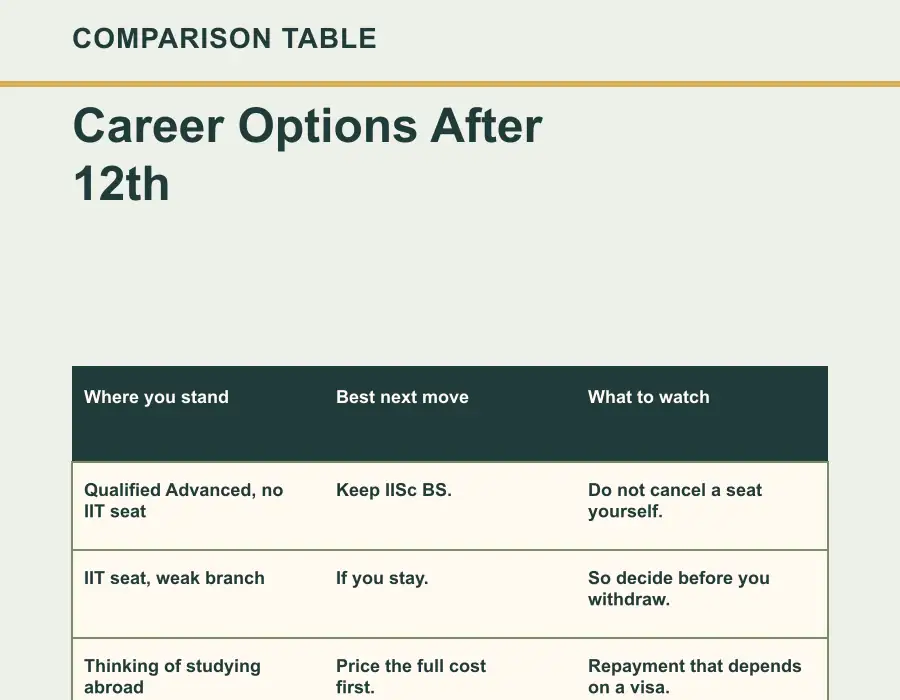 COMPARISON TABLE
Career Options After
12th
Where you stand
Best next move
What to watch
Qualified Advanced, no
IIT seat
Keep IISc BS.
Do not cancel a seat
yourself.
IIT seat, weak branch
If you stay.
So decide before you
withdraw.
Thinking of studying
abroad
Price the full cost
first.
Repayment that depends
on a visa.